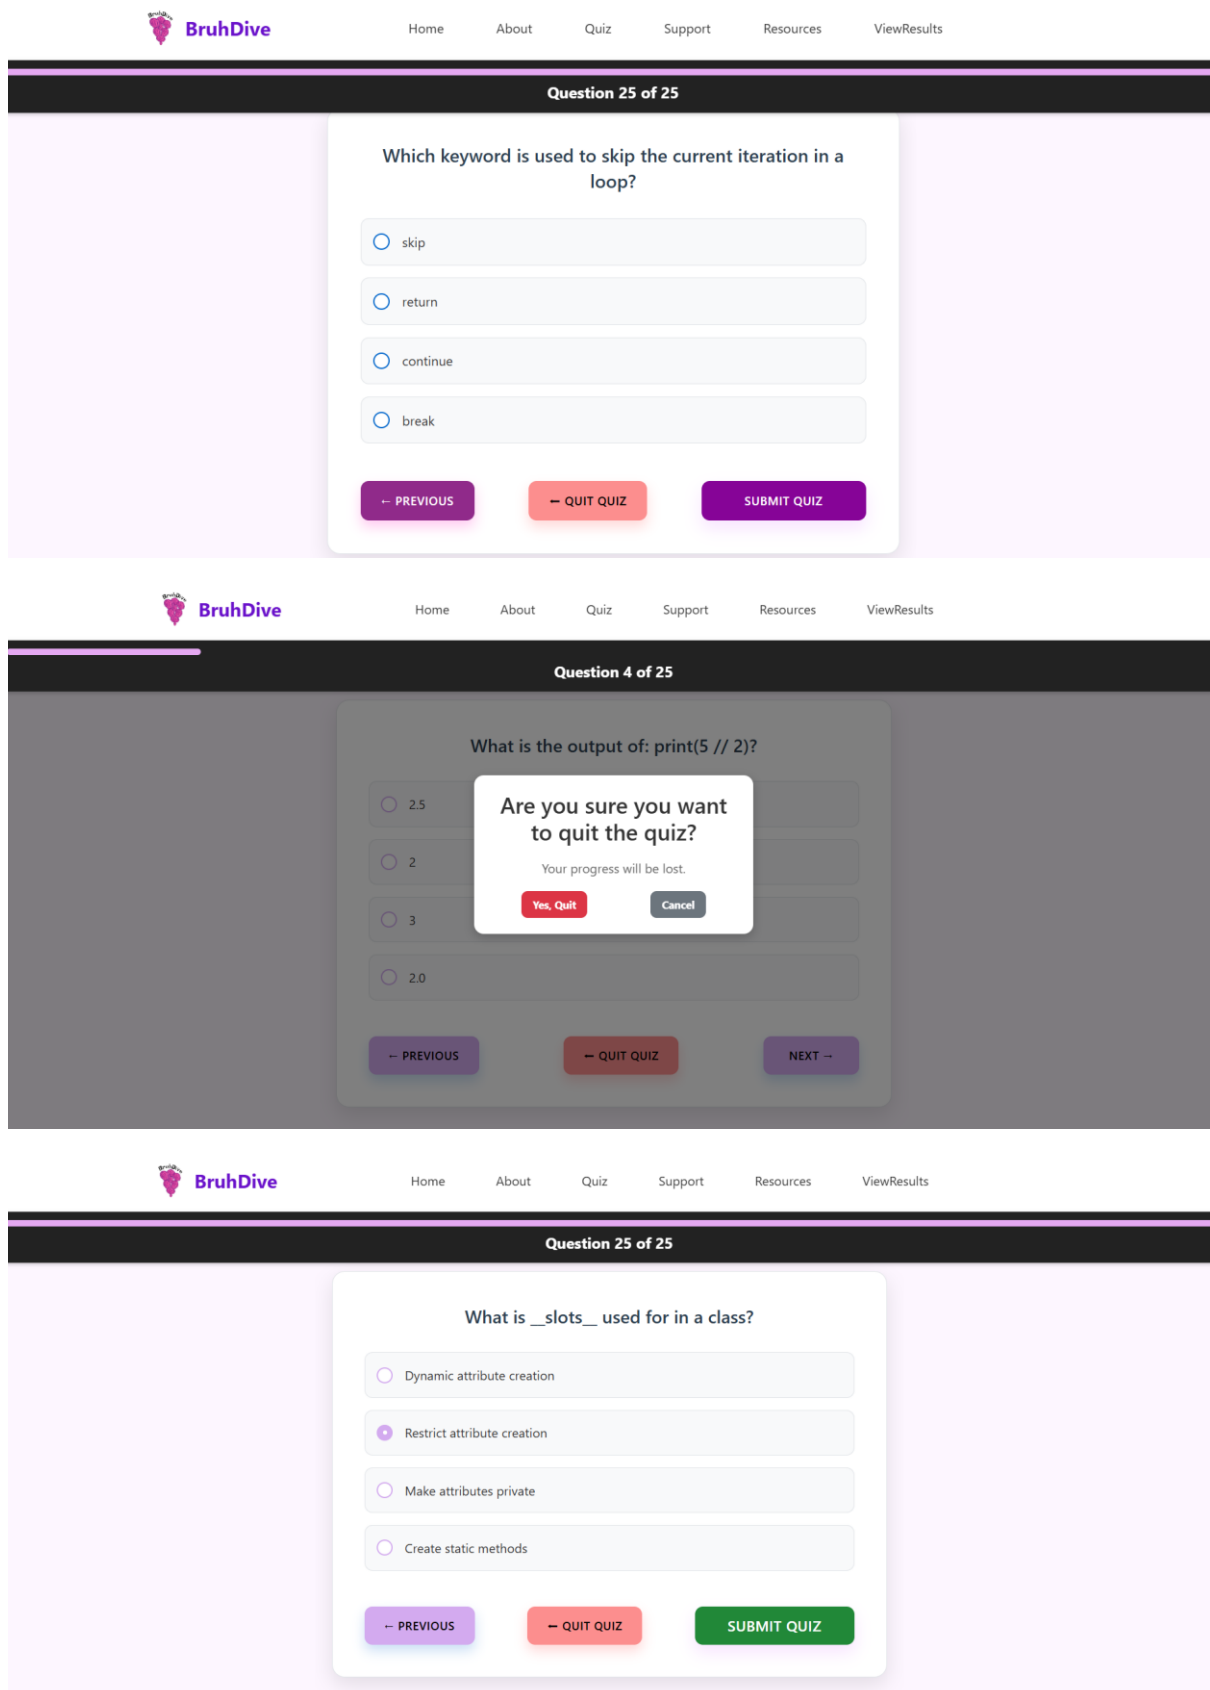 BruhDive
BruhDive Home About Quiz Support Resources ViewResults
Question 25 of 25
Which keyword is used to skip the current iteration in a
loop?
skip
return
continue
break
← PREVIOUS ← QUIT QUIZ SUBMIT QUIZ
BruhDive
BruhDive Home About Quiz Support Resources ViewResults
Question 4 of 25
What is the output of: print(5 // 2)?
2.5
Are you sure you want
to quit the quiz?
2
Your progress will be lost.
Yes, Quit Cancel
3
2.0
← PREVIOUS ← QUIT QUIZ NEXT →
BruhDive
BruhDive Home About Quiz Support Resources ViewResults
Question 25 of 25
What is __slots__ used for in a class?
Dynamic attribute creation
Restrict attribute creation
Make attributes private
Create static methods
← PREVIOUS ← QUIT QUIZ SUBMIT QUIZ